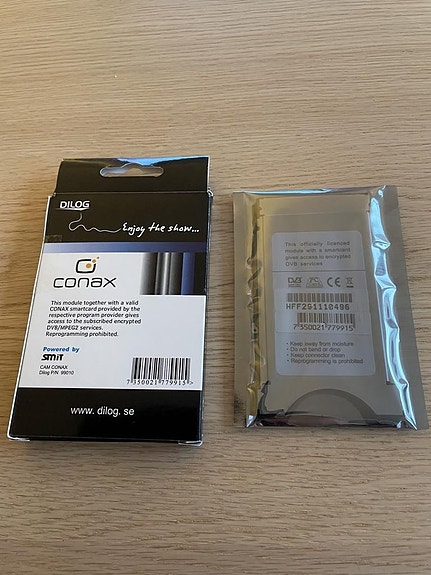 DILOG
Enjoy the show...
conax
This module together with a valid
CONAX smartcard provided by the
respective program provider gives
access to the subscribed encrypted
DVB/MPEG2 services.
Reprogramming prohibited.
Powered by
SMiT
CAM CONAX
Dilog P/N 99010
7 350021 779915 >
www. dilog. se
This officially licenced
module with a smartcard
gives access to encrypted
DVB services.
DVB
CE
HFF291110496
7 350021 779915
• Keep away from moisture
• Do not bend or drop
• Keep connector clean
• Reprogramming is prohibited